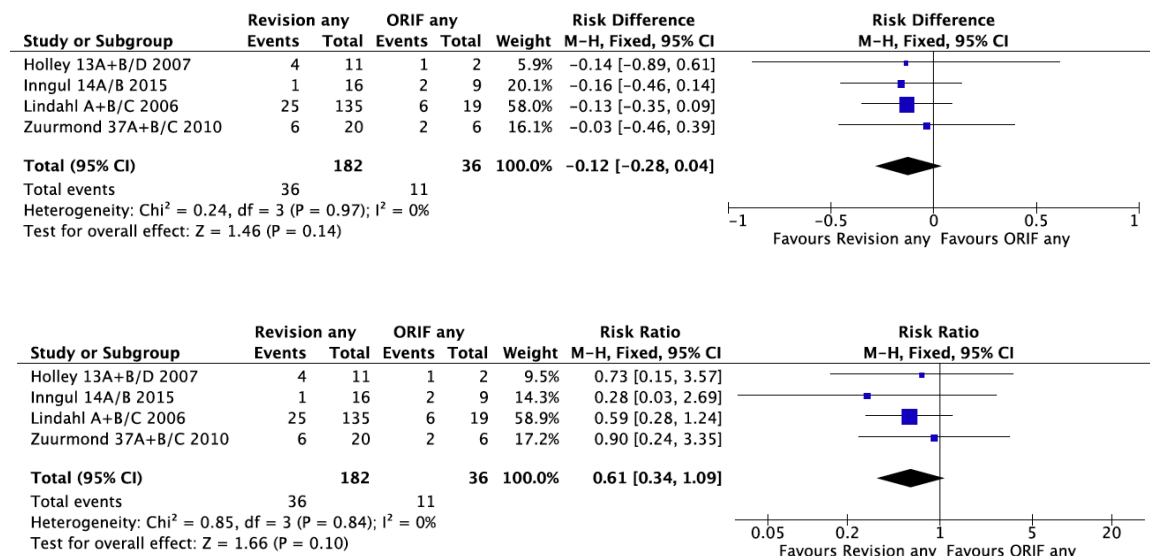 Revision any ORIF any Risk Difference Risk Difference
Study or Subgroup Events Total Events Total Weight M-H, Fixed, 95% CI M-H, Fixed, 95% CI
Holley 13A+B/D 2007 4 11 1 2 5.9% -0.14 [-0.89, 0.61]
Inngul 14A/B 2015 1 16 2 9 20.1% -0.16 [-0.46, 0.14]
Lindahl A+B/C 2006 25 135 6 19 58.0% -0.13 [-0.35, 0.09]
Zuurmond 37A+B/C 2010 6 20 2 6 16.1% -0.03 [-0.46, 0.39]
Total (95% CI) 182 36 100.0% -0.12 [-0.28, 0.04]
Total events 36 11
Heterogeneity: Chi² = 0.24, df = 3 (P = 0.97); I² = 0%
Test for overall effect: Z = 1.46 (P = 0.14)
-1 -0.5 0 0.5 1
Favours Revision any Favours ORIF any
Revision any ORIF any Risk Ratio Risk Ratio
Study or Subgroup Events Total Events Total Weight M-H, Fixed, 95% CI M-H, Fixed, 95% CI
Holley 13A+B/D 2007 4 11 1 2 9.5% 0.73 [0.15, 3.57]
Inngul 14A/B 2015 1 16 2 9 14.3% 0.28 [0.03, 2.69]
Lindahl A+B/C 2006 25 135 6 19 58.9% 0.59 [0.28, 1.24]
Zuurmond 37A+B/C 2010 6 20 2 6 17.2% 0.90 [0.24, 3.35]
Total (95% CI) 182 36 100.0% 0.61 [0.34, 1.09]
Total events 36 11
Heterogeneity: Chi² = 0.85, df = 3 (P = 0.84); I² = 0%
Test for overall effect: Z = 1.66 (P = 0.10)
0.05 0.2 1 5 20
Favours Revision any Favours ORIF any